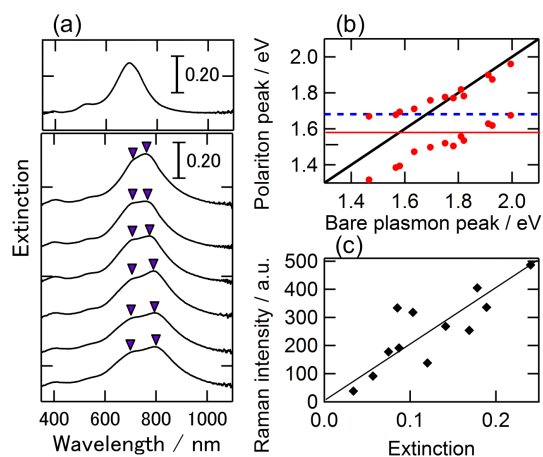 (a)
0.20
0.20
Extinction
400 600 800 1000
Wavelength / nm
(b)
2.0
1.8
1.6
1.4
Polariton peak / eV
1.4 1.6 1.8 2.0
Bare plasmon peak / eV
(c)
500
400
300
200
100
0
Raman intensity / a.u.
0.0 0.1 0.2
Extinction